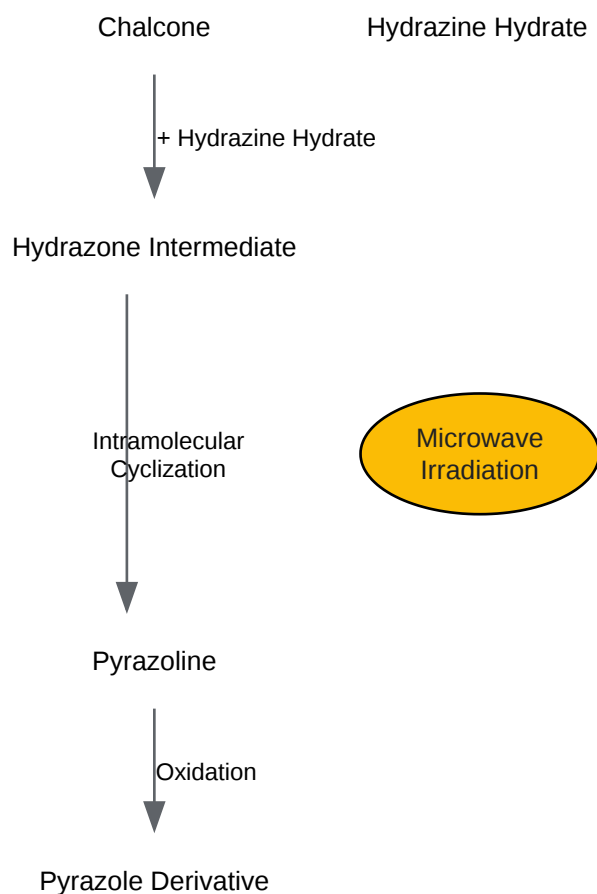 Chalcone
Hydrazine Hydrate
+ Hydrazine Hydrate
Hydrazone Intermediate
Intramolecular
Cyclization
Microwave
Irradiation
Pyrazoline
Oxidation
Pyrazole Derivative